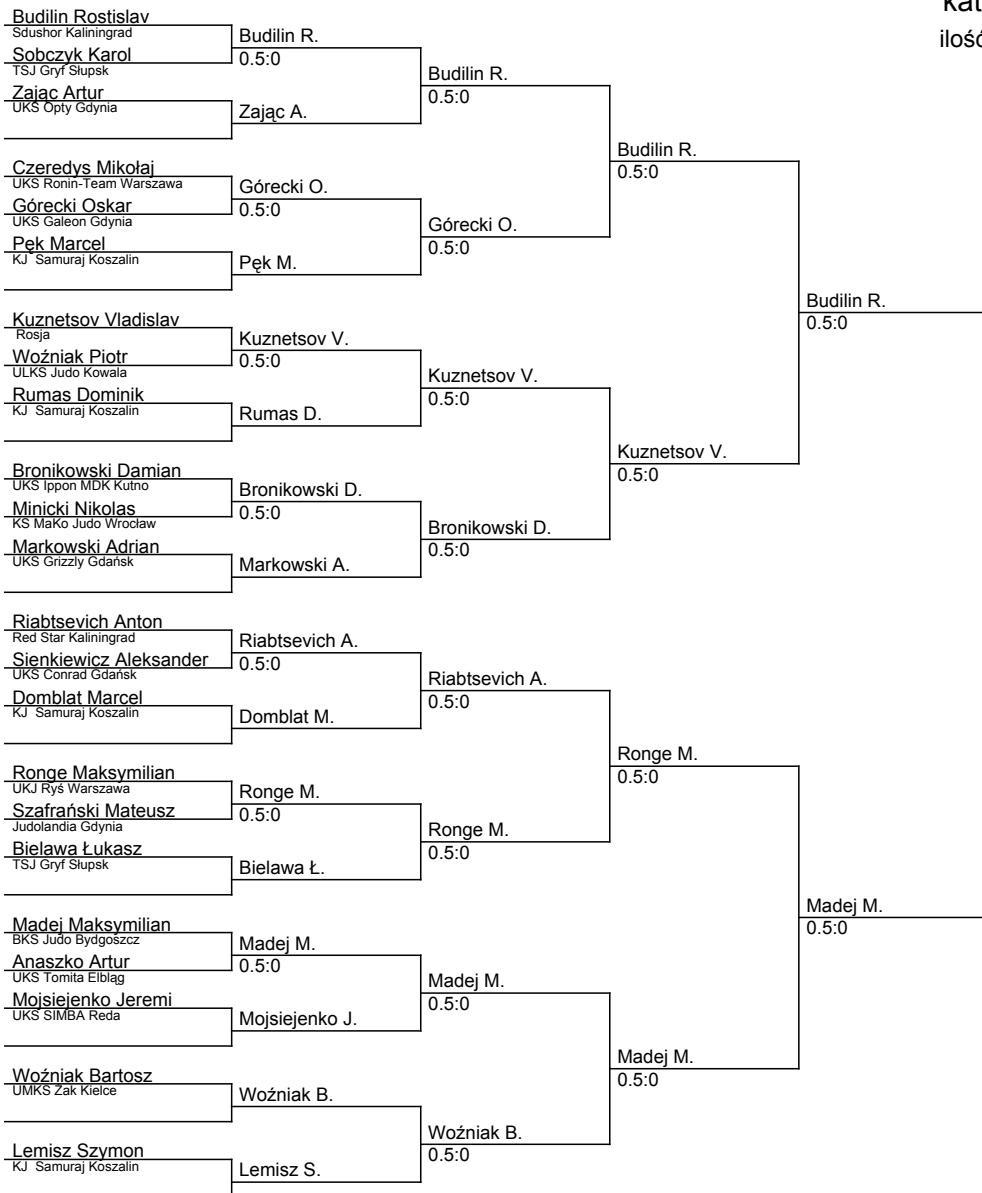 kat
ilość
Budilin Rostislav
Sdushor Kaliningrad
Budilin R.
Sobczyk Karol
0.5:0
TSJ Gryf Słupsk
Budilin R.
Zając Artur
0.5:0
UKS Opty Gdynia
Zając A.
Budilin R.
Czeredys Mikołaj
0.5:0
UKS Ronin-Team Warszawa
Górecki O.
Górecki Oskar
0.5:0
UKS Galeon Gdynia
Górecki O.
Pęk Marcel
0.5:0
KJ Samuraj Koszalin
Pęk M.
Budilin R.
Kuznetsov Vladislav
0.5:0
Rosja
Kuznetsov V.
Woźniak Piotr
0.5:0
ULKS Judo Kowala
Kuznetsov V.
Rumas Dominik
0.5:0
KJ Samuraj Koszalin
Rumas D.
Kuznetsov V.
Bronikowski Damian
0.5:0
UKS Ippon MDK Kutno
Bronikowski D.
Minicki Nikolas
0.5:0
KS MaKo Judo Wrocław
Bronikowski D.
Markowski Adrian
0.5:0
UKS Grizzly Gdańsk
Markowski A.
Riabtsevich Anton
Red Star Kaliningrad
Riabtsevich A.
Sienkiewicz Aleksander
0.5:0
UKS Conrad Gdańsk
Riabtsevich A.
Domblat Marcel
0.5:0
KJ Samuraj Koszalin
Domblat M.
Ronge M.
Ronge Maksymilian
0.5:0
UKJ Ryś Warszawa
Ronge M.
Szafrański Mateusz
0.5:0
Judolandia Gdynia
Ronge M.
Bielawa Łukasz
0.5:0
TSJ Gryf Słupsk
Bielawa Ł.
Madej M.
Madej Maksymilian
0.5:0
BKS Judo Bydgoszcz
Madej M.
Anaszko Artur
0.5:0
UKS Tomita Elbląg
Madej M.
Mojsiejenko Jeremi
0.5:0
UKS SIMBA Reda
Mojsiejenko J.
Madej M.
Woźniak Bartosz
0.5:0
UMKS Żak Kielce
Woźniak B.
Woźniak B.
Lemisz Szymon
0.5:0
KJ Samuraj Koszalin
Lemisz S.